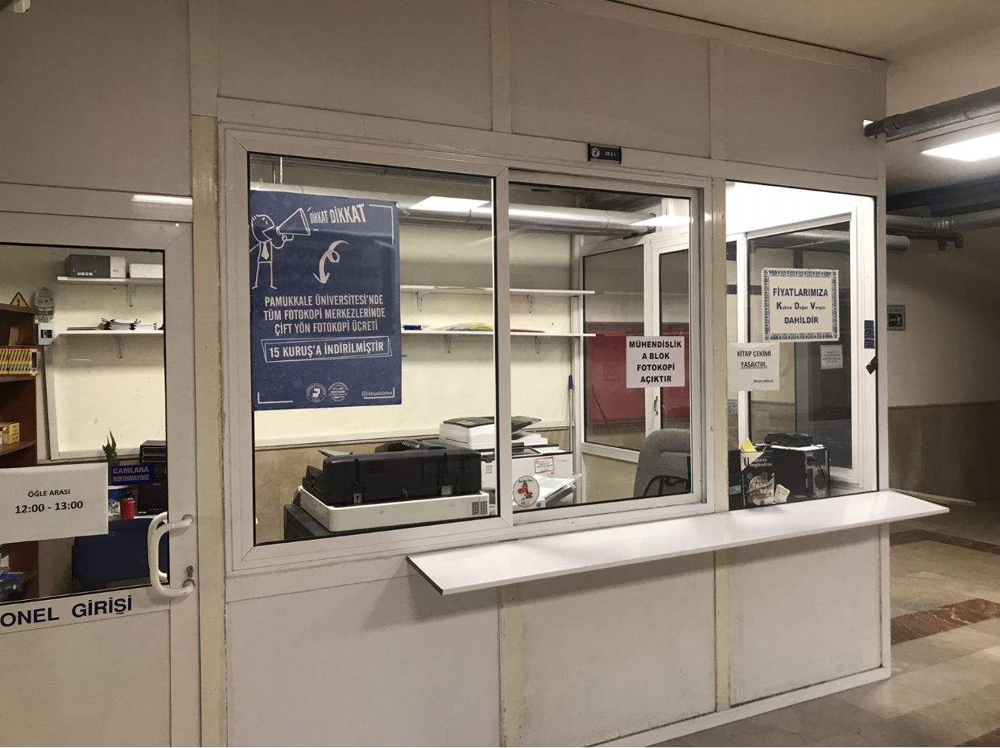 DİKKAT DİKKAT
PAMUKKALE ÜNİVERSİTESİ'NDE
TÜM FOTOKOPİ MERKEZLERİNDE
ÇİFT YÖN FOTOKOPİ ÜCRETİ
15 KURUŞ'A İNDİRİLMİŞTİR
MÜHENDİSLİK
A BLOK
FOTOKOPİ
AÇIKTIR
FİYATLARIMIZA
Katma Değer Vergisi
DAHİLDİR
KİTAP ÇEKİMİ
YASAKTIR.
CAMLARA
DOKUNMAYINIZ
ÖĞLE ARASI
12:00 - 13:00
ONEL GİRİŞİ